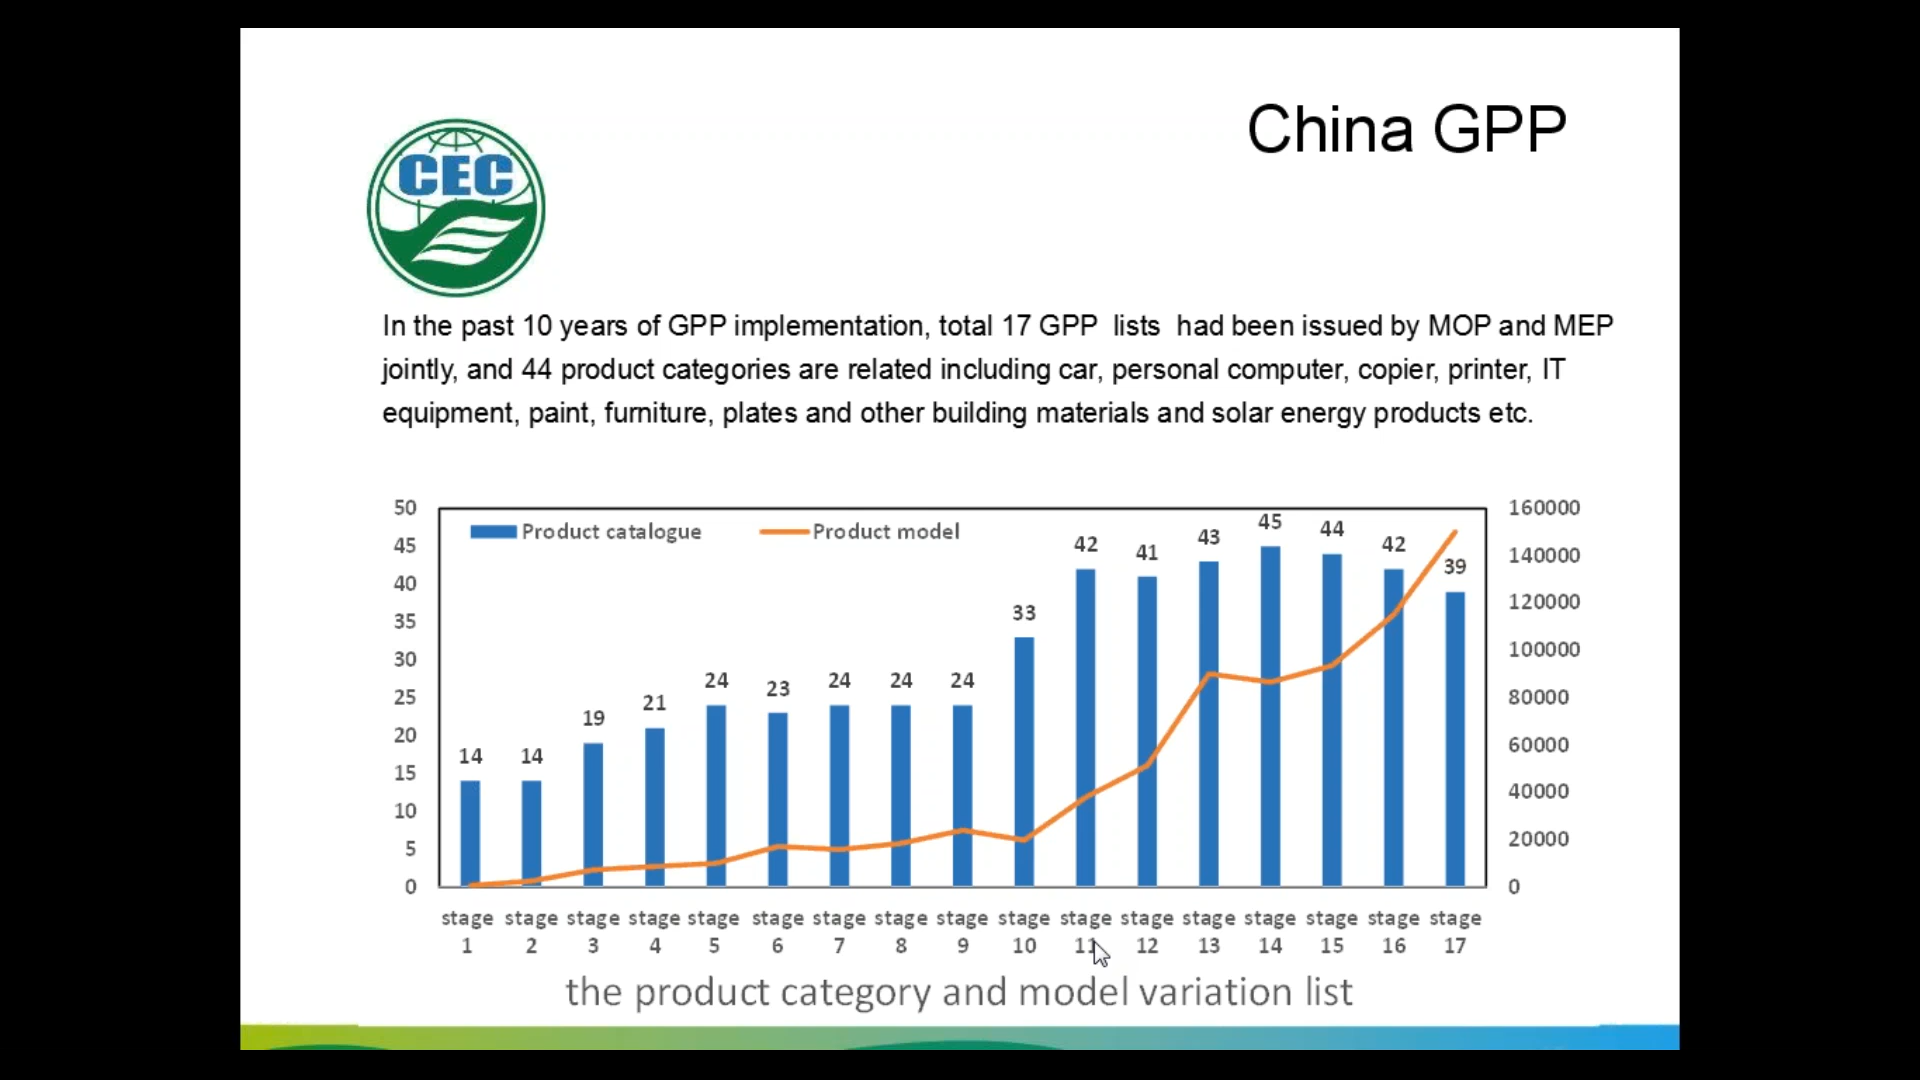 China GPP
CEC
In the past 10 years of GPP implementation, total 17 GPP lists had been issued by MOP and MEP
jointly, and 44 product categories are related including car, personal computer, copier, printer, IT
equipment, paint, furniture, plates and other building materials and solar energy products etc.
Product catalogue
Product model
50
45
40
35
30
25
20
15
10
5
0
160000
140000
120000
100000
80000
60000
40000
20000
0
14 14 19 21 24 23 24 24 24 33 42 41 43 45 44 42 39
stage stage stage stage stage stage stage stage stage stage stage stage stage stage stage stage stage
1 2 3 4 5 6 7 8 9 10 11 12 13 14 15 16 17
the product category and model variation list